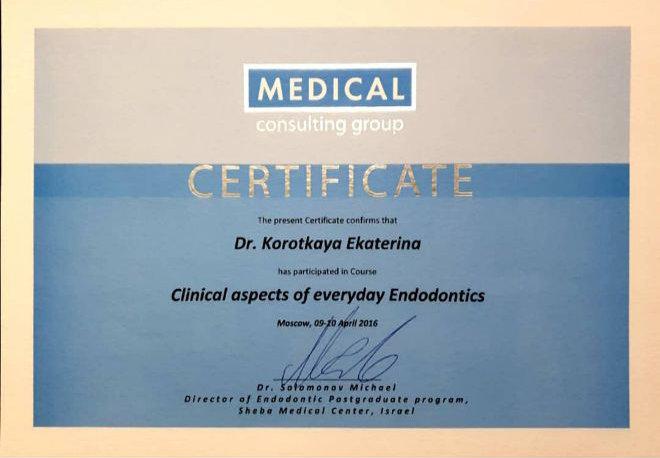 MEDICAL
consulting group
CERTIFICATE
The present Certificate confirms that
Dr. Korotkaya Ekaterina
has participated in Course
Clinical aspects of everyday Endodontics
Moscow, 09-10 April 2016
Dr. Solomonov Michael
Director of Endodontic Postgraduate program,
Sheba Medical Center, Israel